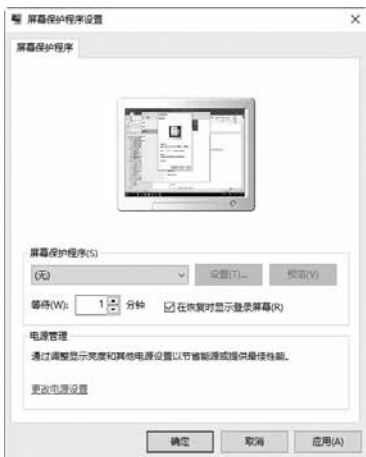 屏幕保护程序设置
屏幕保护程序
屏幕保护程序(S)
(无) 设置(T)... 预览(V)
等待(W): 1 分钟 在恢复时显示登录屏幕(R)
电源管理
通过调整显示亮度和其他电源设置以节省能源或提供最佳性能。
更改电源设置
确定 取消 应用(A)